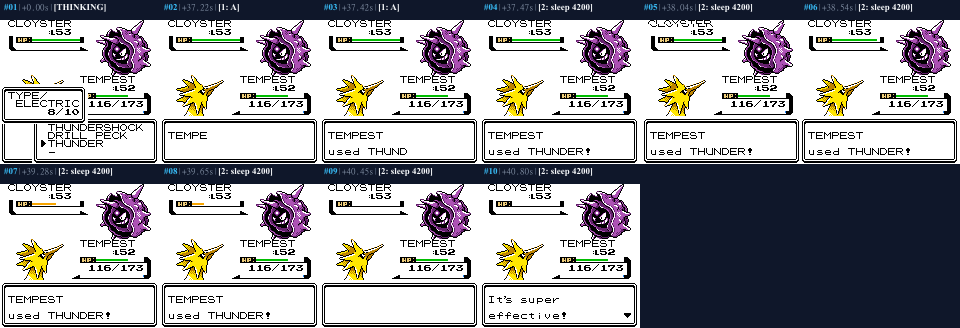 #01 +0.00s [THINKING]
CLOYSTER
:L53
HP:
TEMPEST
:L52
116/173
TYPE/
ELECTRIC
8/10
THUNDERSHOCK
DRILL PECK
▶THUNDER
–
#02 +37.22s [1: A]
CLOYSTER
:L53
HP:
TEMPEST
:L52
HP:
116/173
TEMPE
#03 +37.42s [1: A]
CLOYSTER
:L53
HP:
TEMPEST
:L52
HP:
116/173
TEMPEST
used THUND
#04 +37.47s [2: sleep 4200]
CLOYSTER
:L53
HP:
TEMPEST
:L52
HP:
116/173
TEMPEST
used THUNDER!
#05 +38.04s [2: sleep 4200]
CLOYSTER
:L53
HP:
TEMPEST
:L52
HP:
116/173
TEMPEST
used THUNDER!
#06 +38.54s [2: sleep 4200]
CLOYSTER
:L53
HP:
TEMPEST
:L52
HP:
116/173
TEMPEST
used THUNDER!
#07 +39.28s [2: sleep 4200]
CLOYSTER
:L53
HP:
TEMPEST
:L52
HP:
116/173
TEMPEST
used THUNDER!
#08 +39.65s [2: sleep 4200]
CLOYSTER
:L53
HP:
TEMPEST
:L52
HP:
116/173
TEMPEST
used THUNDER!
#09 +40.45s [2: sleep 4200]
CLOYSTER
:L53
HP:
TEMPEST
:L52
HP:
116/173
#10 +40.80s [2: sleep 4200]
CLOYSTER
:L53
HP:
TEMPEST
:L52
HP:
116/173
It's super
effective!